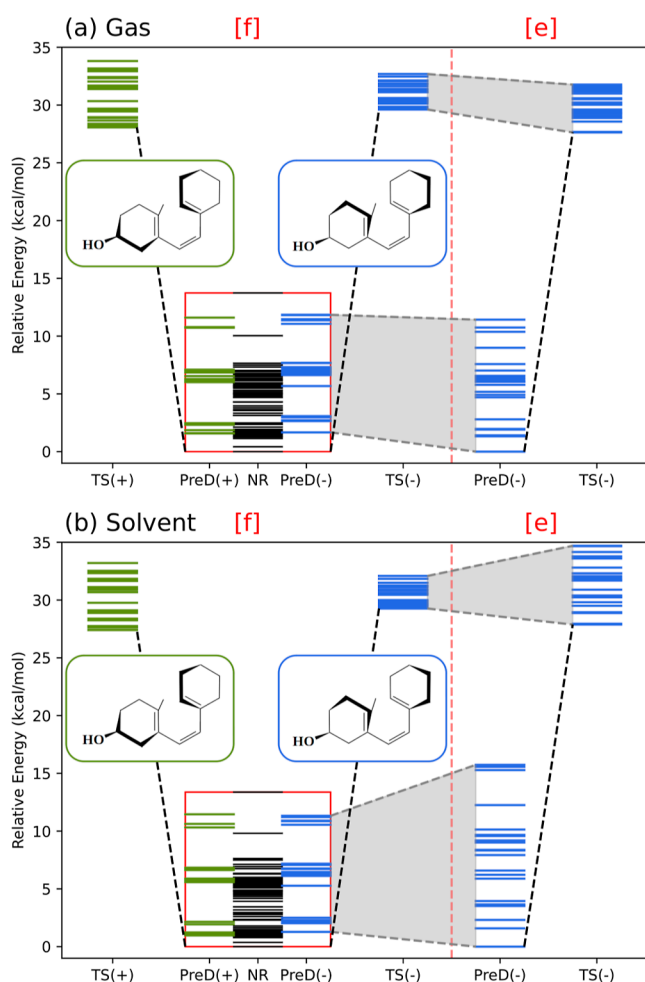 (a) Gas [f] [e]
35
30
25
20
15
10
5
0
Relative Energy (kcal/mol)
HO
HO
TS(+) PreD(+) NR PreD(-) TS(-) PreD(-) TS(-)
(b) Solvent [f] [e]
35
30
25
20
15
10
5
0
Relative Energy (kcal/mol)
HO
HO
TS(+) PreD(+) NR PreD(-) TS(-) PreD(-) TS(-)